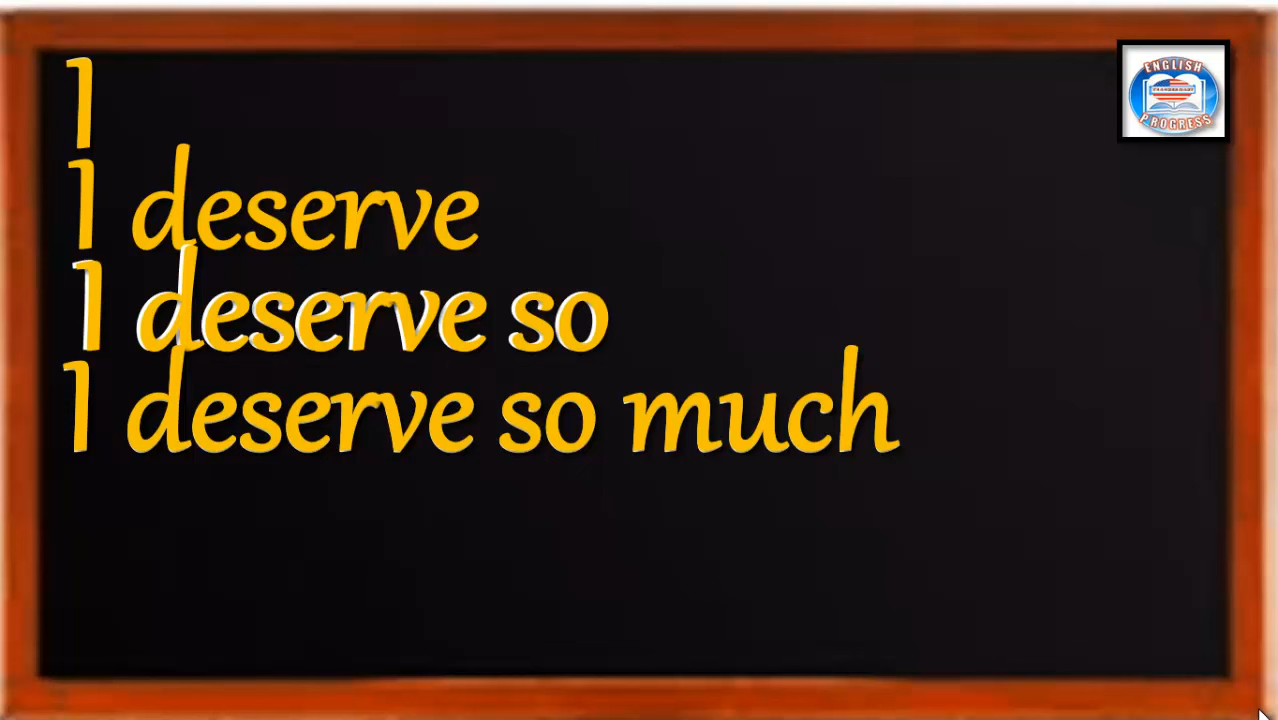 I
I deserve
I deserve so
I deserve so much
ENGLISH
PROGRESS